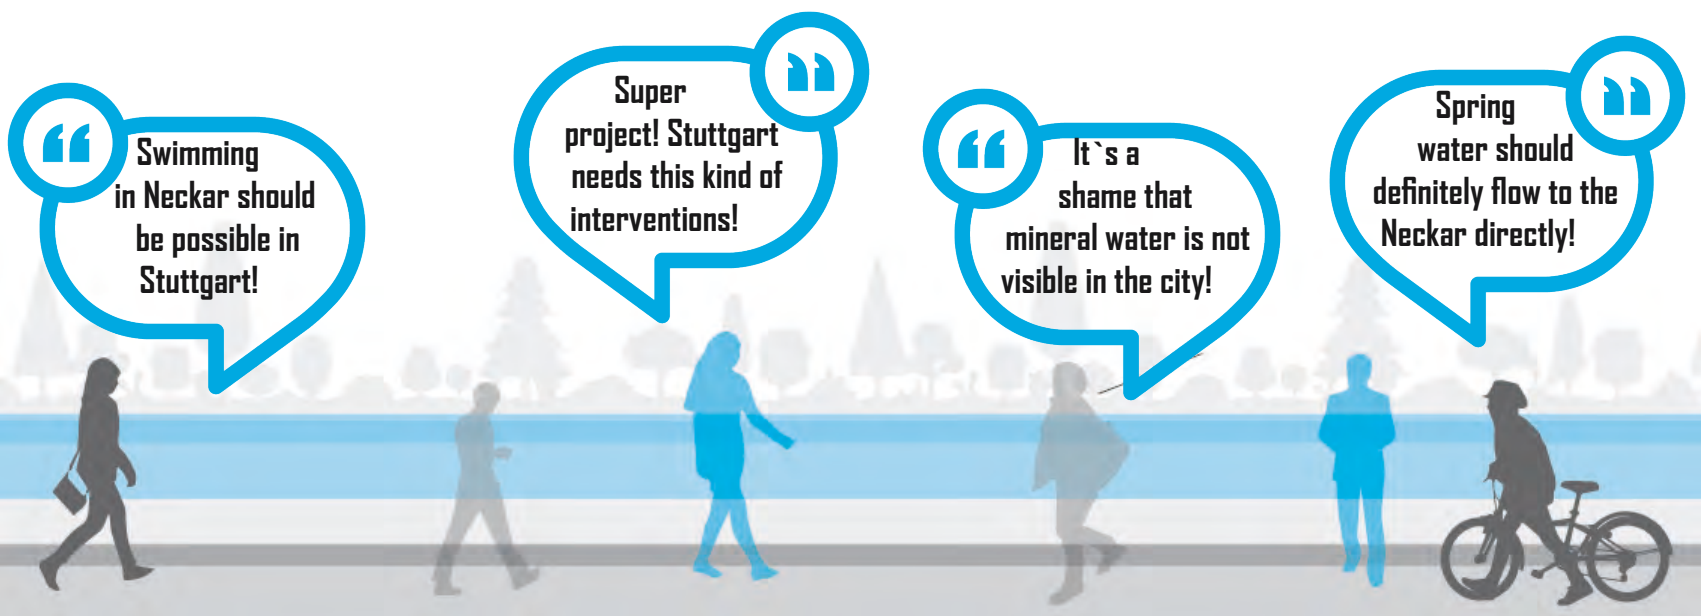 Swimming
in Neckar should
be possible in
Stuttgart!
Super
project! Stuttgart
needs this kind of
interventions!
It`s a
shame that
mineral water is not
visible in the city!
Spring
water should
definitely flow to the
Neckar directly!